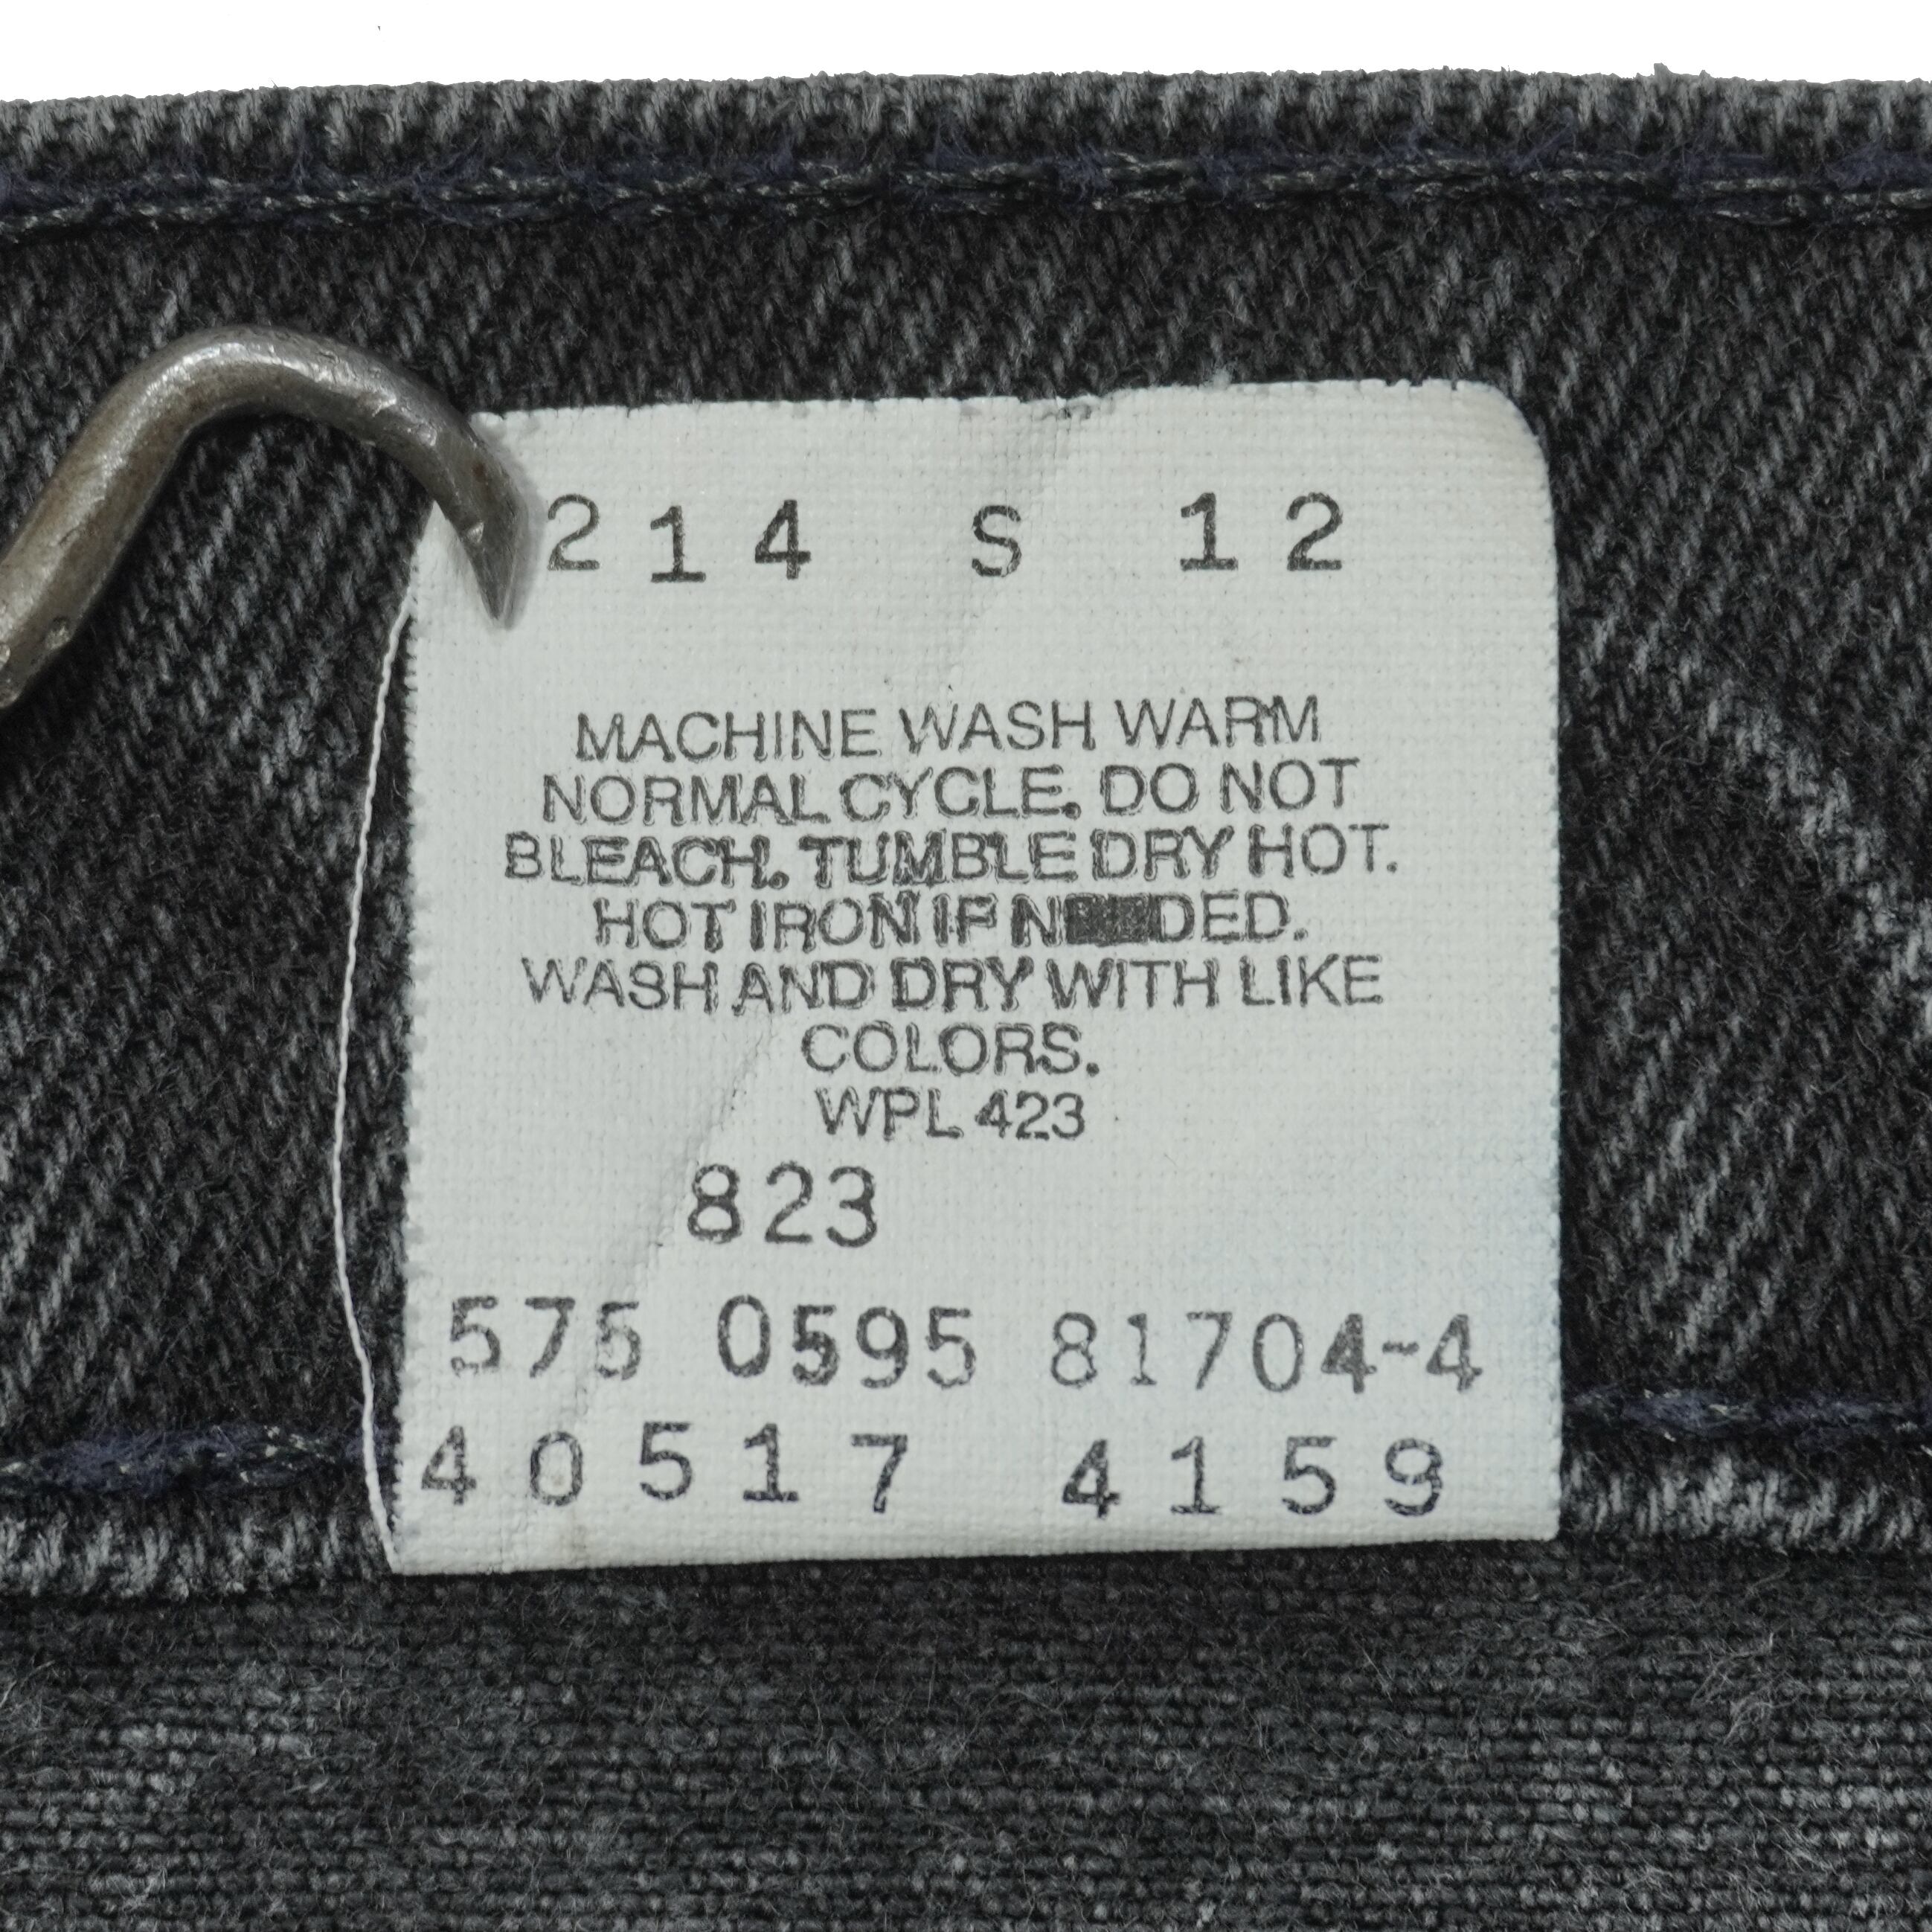 214 S 12
MACHINE WASH WARM
NORMAL CYCLE. DO NOT
BLEACH. TUMBLE DRY HOT.
HOT IRON IF NEEDED.
WASH AND DRY WITH LIKE
COLORS.
WPL 423
823
575 0595 81704-4
40517 4159